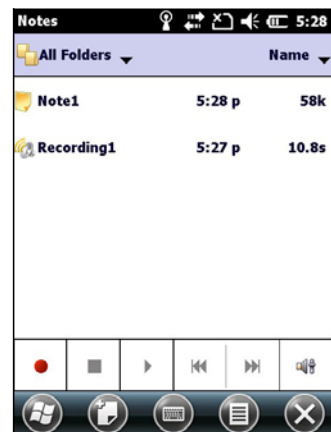 Notes 5:28
All Folders Name
Note1 5:28 p 58k
Recording1 5:27 p 10.8s